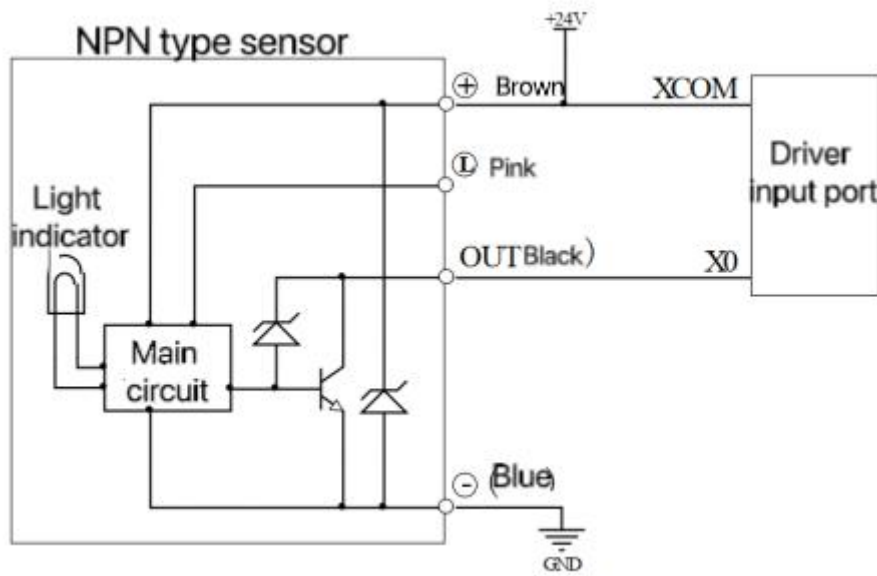 NPN type sensor
+24V
⊕ Brown
XCOM
Ⓛ Pink
Driver
input port
Light
indicator
OUT Black)
X0
Main
circuit
⊖ (Blue)
GND